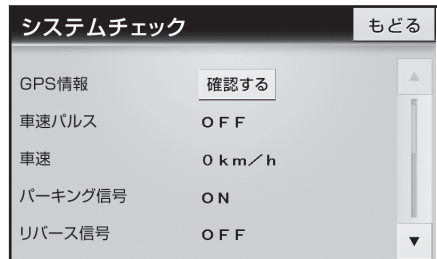 システムチェック もどる
GPS情報 確認する
車速パルス OFF
車速 0km/h
パーキング信号 ON
リバース信号 OFF